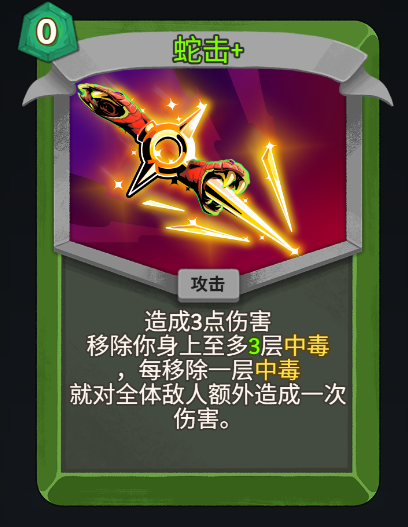 0
蛇击+
攻击
造成3点伤害
移除你身上至多3层中毒
，每移除一层中毒
就对全体敌人额外造成一次
伤害。